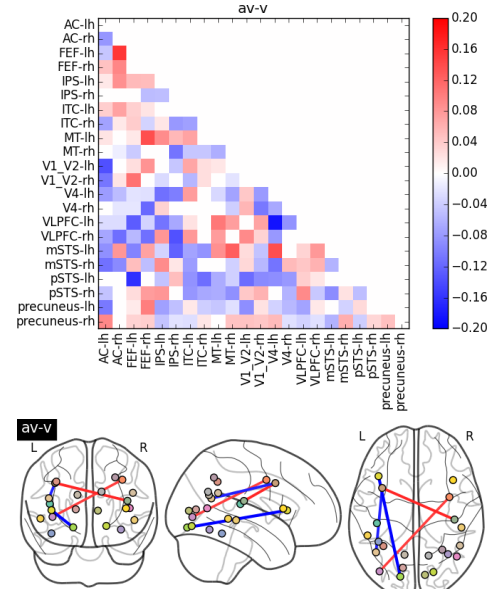 av-v
AC-lh
AC-rh
FEF-lh
FEF-rh
IPS-lh
IPS-rh
ITC-lh
ITC-rh
MT-lh
MT-rh
V1_V2-lh
V1_V2-rh
V4-lh
V4-rh
VLPFC-lh
VLPFC-rh
mSTS-lh
mSTS-rh
pSTS-lh
pSTS-rh
precuneus-lh
precuneus-rh
AC-lh
AC-rh
FEF-lh
FEF-rh
IPS-lh
IPS-rh
ITC-lh
ITC-rh
MT-lh
MT-rh
V1_V2-lh
V1_V2-rh
V4-lh
V4-rh
VLPFC-lh
VLPFC-rh
mSTS-lh
mSTS-rh
pSTS-lh
pSTS-rh
precuneus-lh
precuneus-rh
0.20
0.16
0.12
0.08
0.04
0.00
−0.04
−0.08
−0.12
−0.16
−0.20
av-v
L R
L R